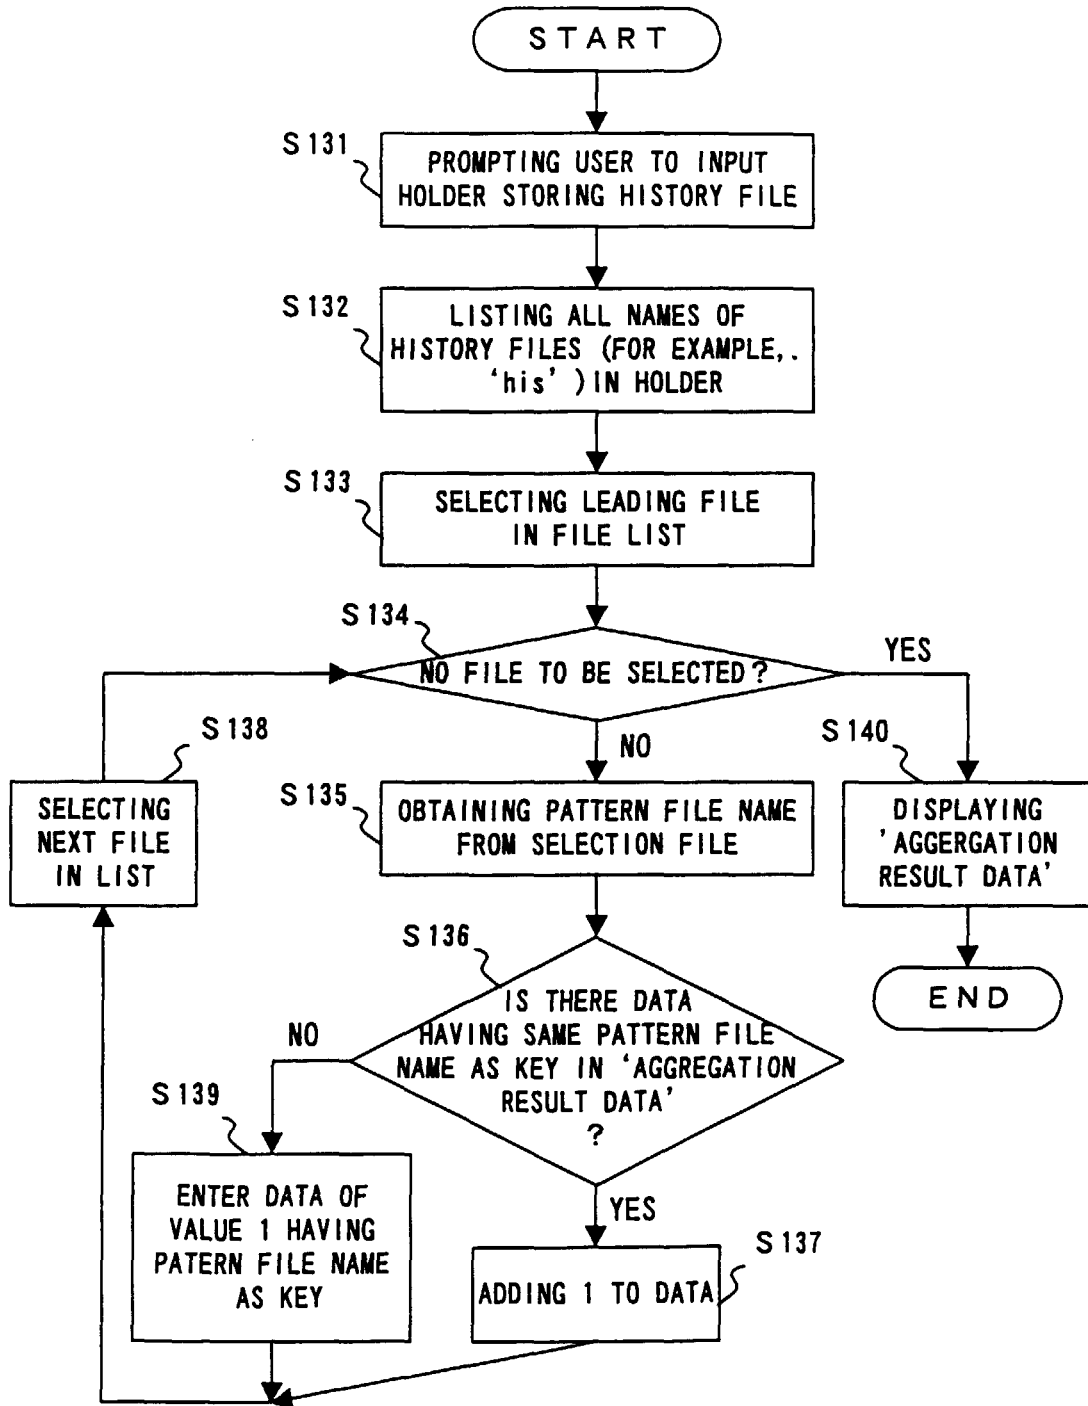 START
S131
PROMPTING USER TO INPUT
HOLDER STORING HISTORY FILE
S132
LISTING ALL NAMES OF
HISTORY FILES (FOR EXAMPLE,.
'his' )IN HOLDER
S133
SELECTING LEADING FILE
IN FILE LIST
S134
NO FILE TO BE SELECTED?
YES
NO
S138
SELECTING
NEXT FILE
IN LIST
S135
OBTAINING PATTERN FILE NAME
FROM SELECTION FILE
S140
DISPLAYING
'AGGERGATION
RESULT DATA'
END
S136
IS THERE DATA
HAVING SAME PATTERN FILE
NAME AS KEY IN 'AGGREGATION
RESULT DATA'
?
NO
YES
S139
ENTER DATA OF
VALUE 1 HAVING
PATERN FILE NAME
AS KEY
S137
ADDING 1 TO DATA